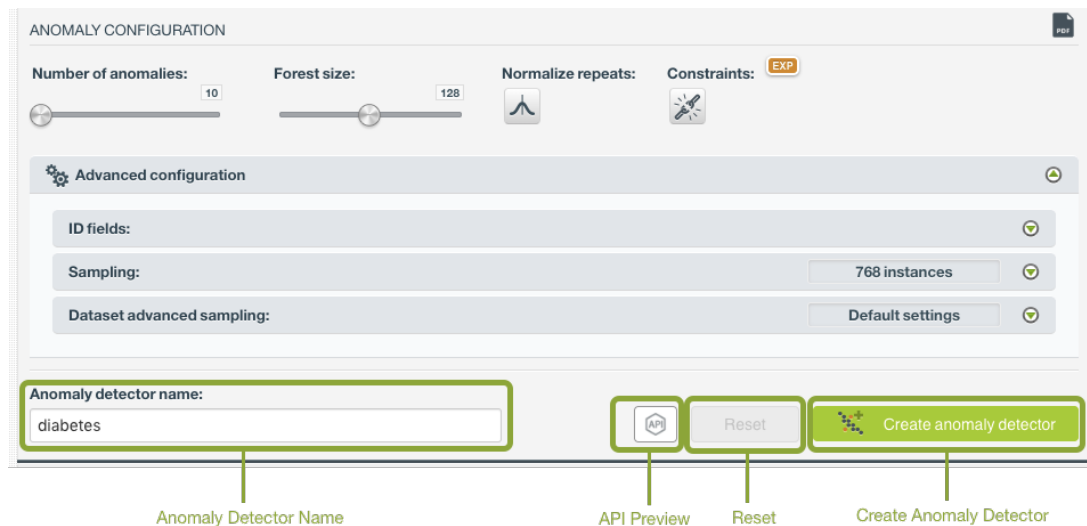 ANOMALY CONFIGURATION
PDF
Number of anomalies:
10
Forest size:
128
Normalize repeats:
Constraints:
EXP
Advanced configuration
ID fields:
Sampling:
768 instances
Dataset advanced sampling:
Default settings
Anomaly detector name:
diabetes
API
Reset
Create anomaly detector
Anomaly Detector Name
API Preview
Reset
Create Anomaly Detector